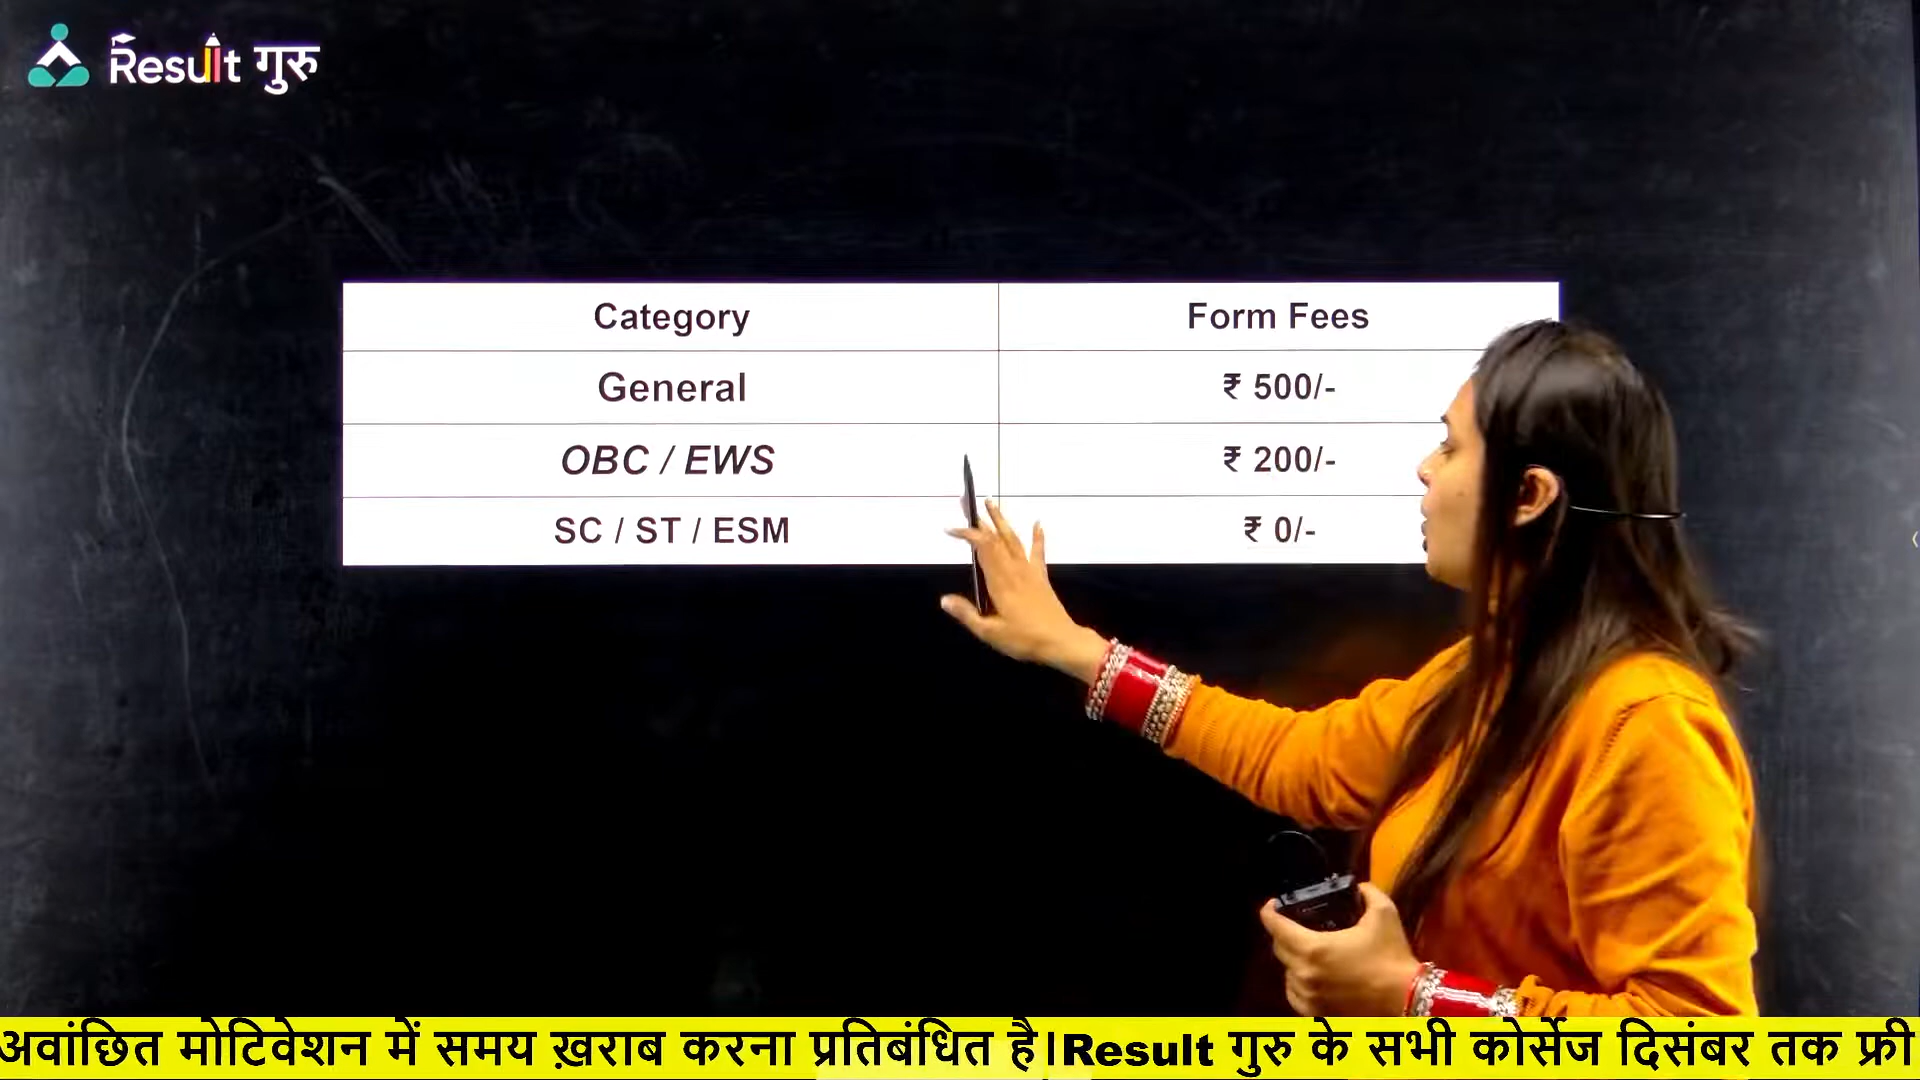 Result गुरु
Category Form Fees
General ₹ 500/-
OBC / EWS ₹ 200/-
SC / ST / ESM ₹ 0/-
अवांछित मोटिवेशन में समय ख़राब करना प्रतिबंधित है।Result गुरु के सभी कोर्सेज दिसंबर तक फ्री